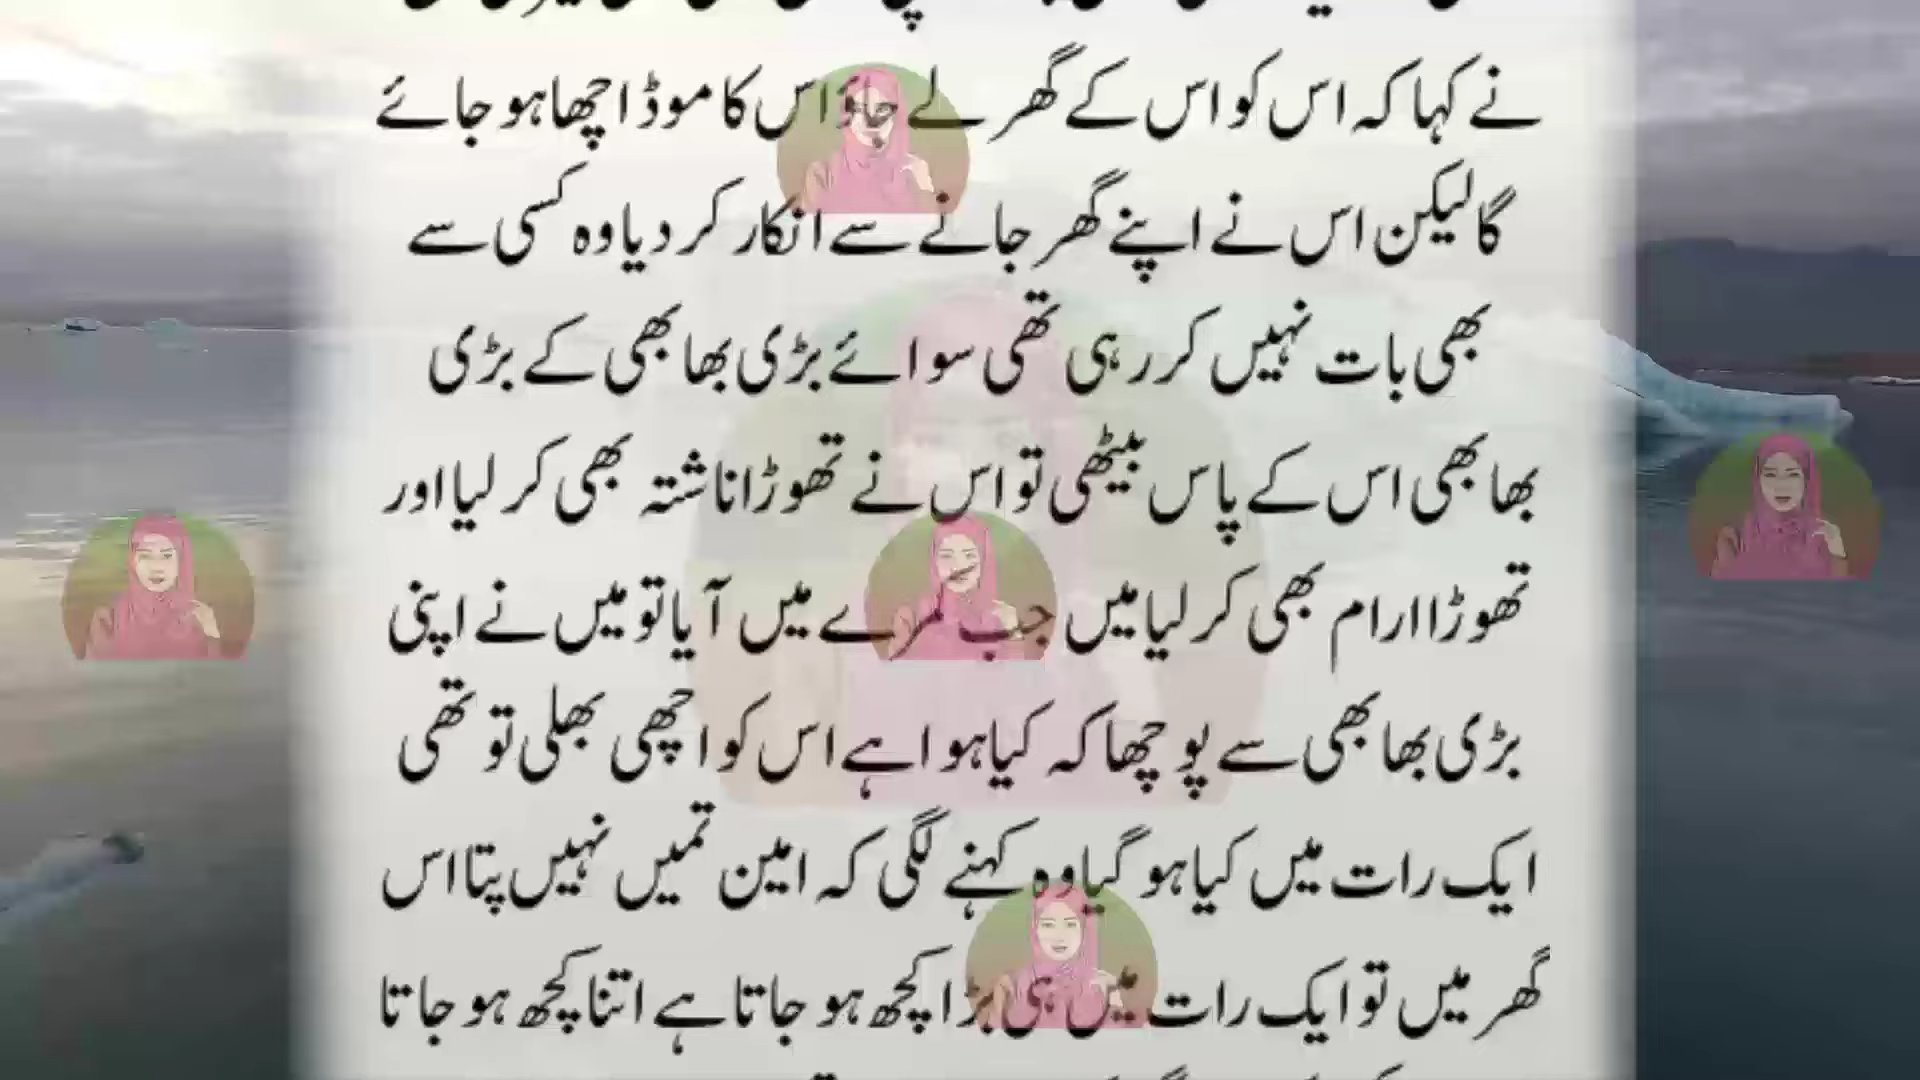 نے کہا کہ اس کو اس کے گھر لے جاؤ اس کا موڈ اچھا ہو جائے
گا لیکن اس نے اپنے گھر جانے سے انکار کر دیا وہ کسی سے
بھی بات نہیں کر رہی تھی سوائے بڑی بھابھی کے بڑی
بھابھی اس کے پاس بیٹھی تو اس نے تھوڑا ناشتہ بھی کر لیا اور
تھوڑا ارام بھی کر لیا میں جب کمرے میں آیا تو میں نے اپنی
بڑی بھابھی سے پوچھا کہ کیا ہوا ہے اس کو اچھی بھلی تو تھی
ایک رات میں کیا ہو گیا وہ کہنے لگی کہ امین تمیں نہیں پتا اس
گھر میں تو ایک رات میں ہی بڑا کچھ ہو جاتا ہے اتنا کچھ ہو جاتا